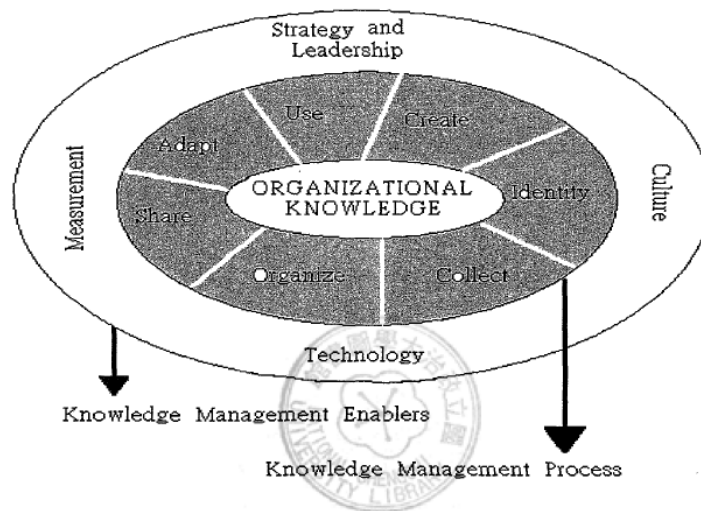 Strategy and
Leadership
Use
Create
Adapt
Measurement
ORGANIZATIONAL
KNOWLEDGE
Identity
Culture
Share
Organize
Collect
Technology
Knowledge Management Enablers
Knowledge Management Process